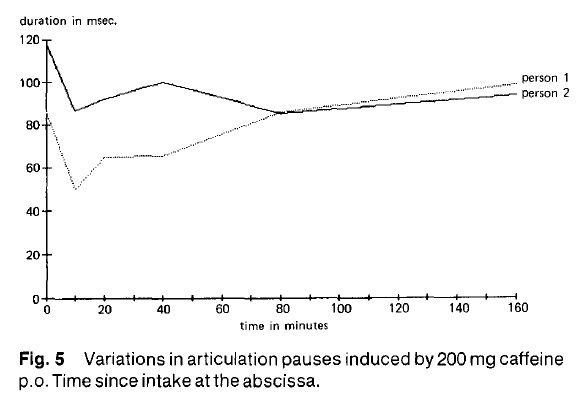 duration in msec.
120
100
80
60
40
20
0
person 1
person 2
0 20 40 60 80 100 120 140 160
time in minutes
Fig. 5 Variations in articulation pauses induced by 200 mg caffeine
p.o. Time since intake at the abscissa.